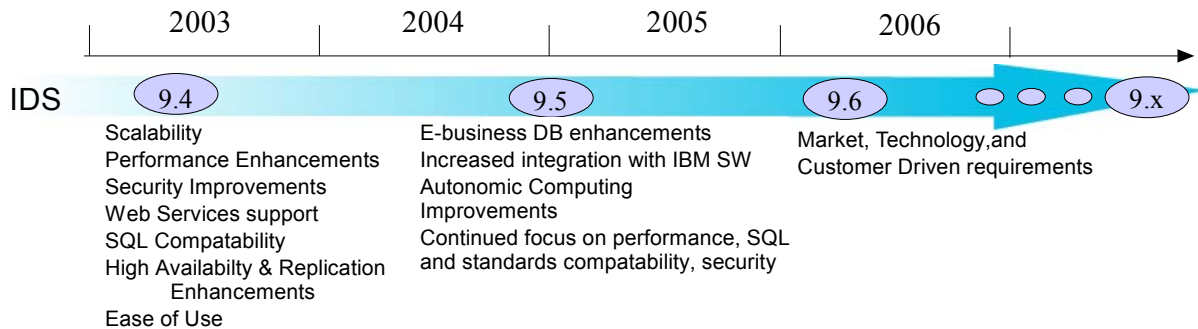 2003 2004 2005 2006
IDS 9.4 9.5 9.6 9.x
Scalability
Performance Enhancements
Security Improvements
Web Services support
SQL Compatability
High Availabilty & Replication
Enhancements
Ease of Use
E-business DB enhancements
Increased integration with IBM SW
Autonomic Computing
Improvements
Continued focus on performance, SQL
and standards compatability, security
Market, Technology,and
Customer Driven requirements